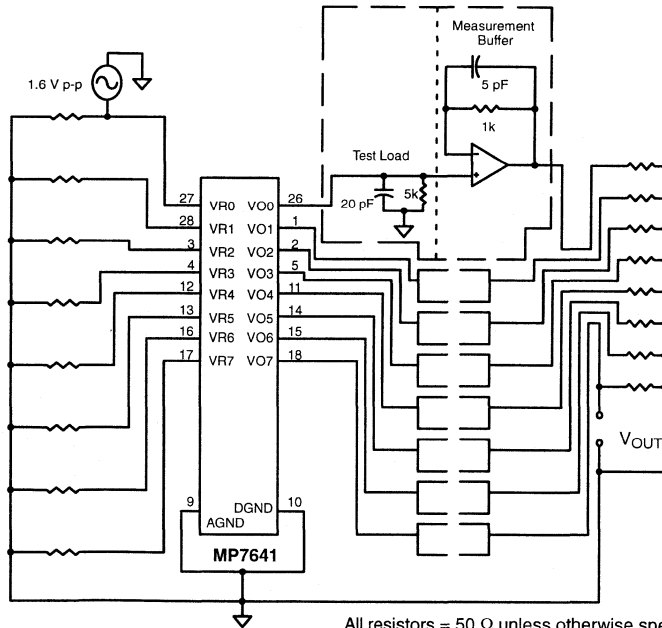 Measurement
Buffer
1.6 V p-p
5 pF
1k
Test Load
20 pF
5k
27 VR0 VO0 26
28 VR1 VO1 1
3 VR2 VO2 2
4 VR3 VO3 5
12 VR4 VO4 11
13 VR5 VO5 14
16 VR6 VO6 15
17 VR7 VO7 18
VOUT
9 DGND 10
AGND
MP7641
All resistors = 50 Ω unless otherwise spe